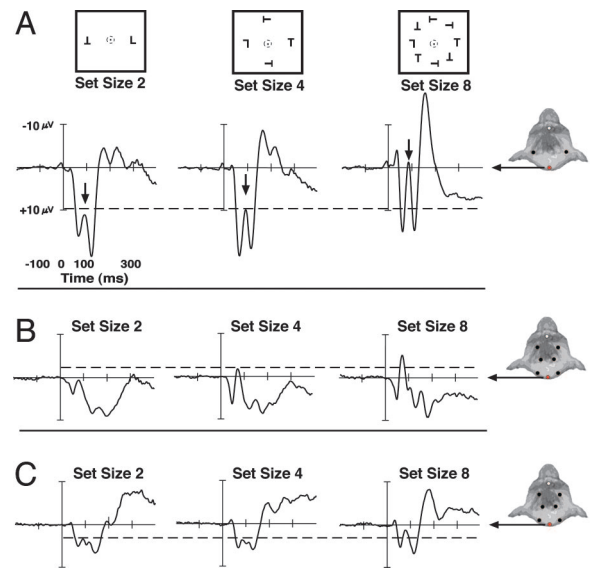 A
Set Size 2
Set Size 4
Set Size 8
-10 μV
+10 μV
-100 0 100 300
Time (ms)
B
Set Size 2
Set Size 4
Set Size 8
C
Set Size 2
Set Size 4
Set Size 8